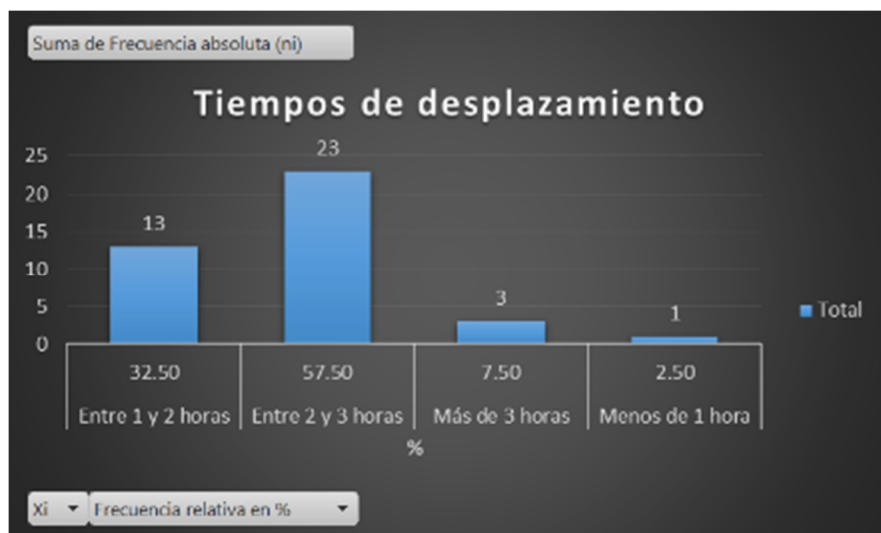 Suma de Frecuencia absoluta (ni)
Tiempos de desplazamiento
25
20
15
10
5
0
13
23
3
1
Total
32.50 57.50 7.50 2.50
Entre 1 y 2 horas Entre 2 y 3 horas Más de 3 horas Menos de 1 hora
%
Xi Frecuencia relativa en %